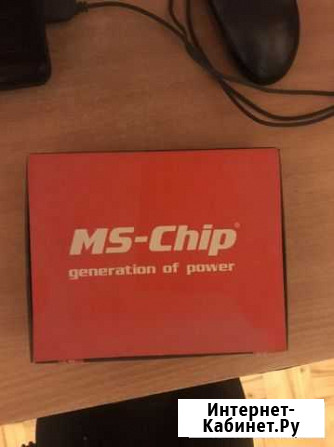 MS-Chip®
generation of power
Интернет-
Кабинет.Ру